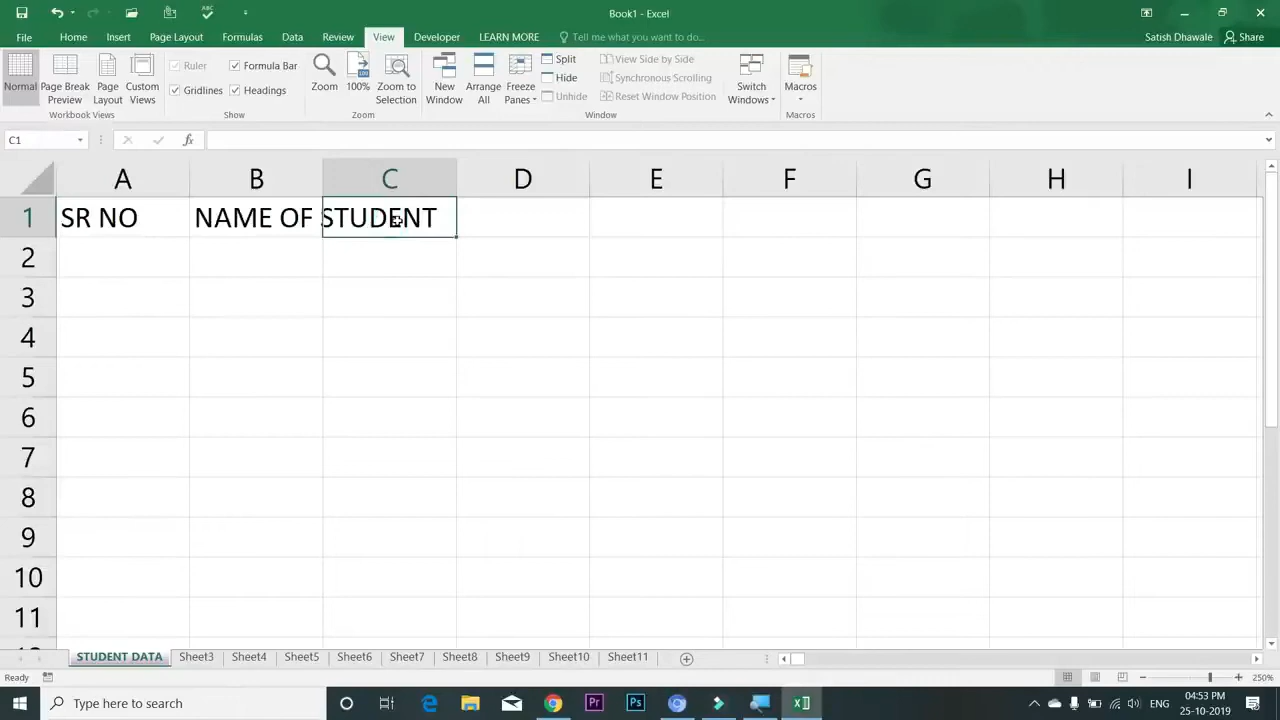 Book1 - Excel
File Home Insert Page Layout Formulas Data Review View Developer LEARN MORE Tell me what you want to do... Satish Dhawale Share
Normal
Page Break Preview
Page Layout
Custom Views
Workbook Views
Ruler
Formula Bar
Gridlines
Headings
Show
Zoom
100%
Zoom to Selection
Zoom
New Window
Arrange All
Freeze Panes
Split
Hide
Unhide
View Side by Side
Synchronous Scrolling
Reset Window Position
Window
Switch Windows
Macros
Macros
C1 fx
A B C D E F G H I
1 SR NO NAME OF STUDENT
2
3
4
5
6
7
8
9
10
11
STUDENT DATA Sheet3 Sheet4 Sheet5 Sheet6 Sheet7 Sheet8 Sheet9 Sheet10 Sheet11
Ready 250%
Type here to search Pr Ps ENG 04:53 PM
25-10-2019